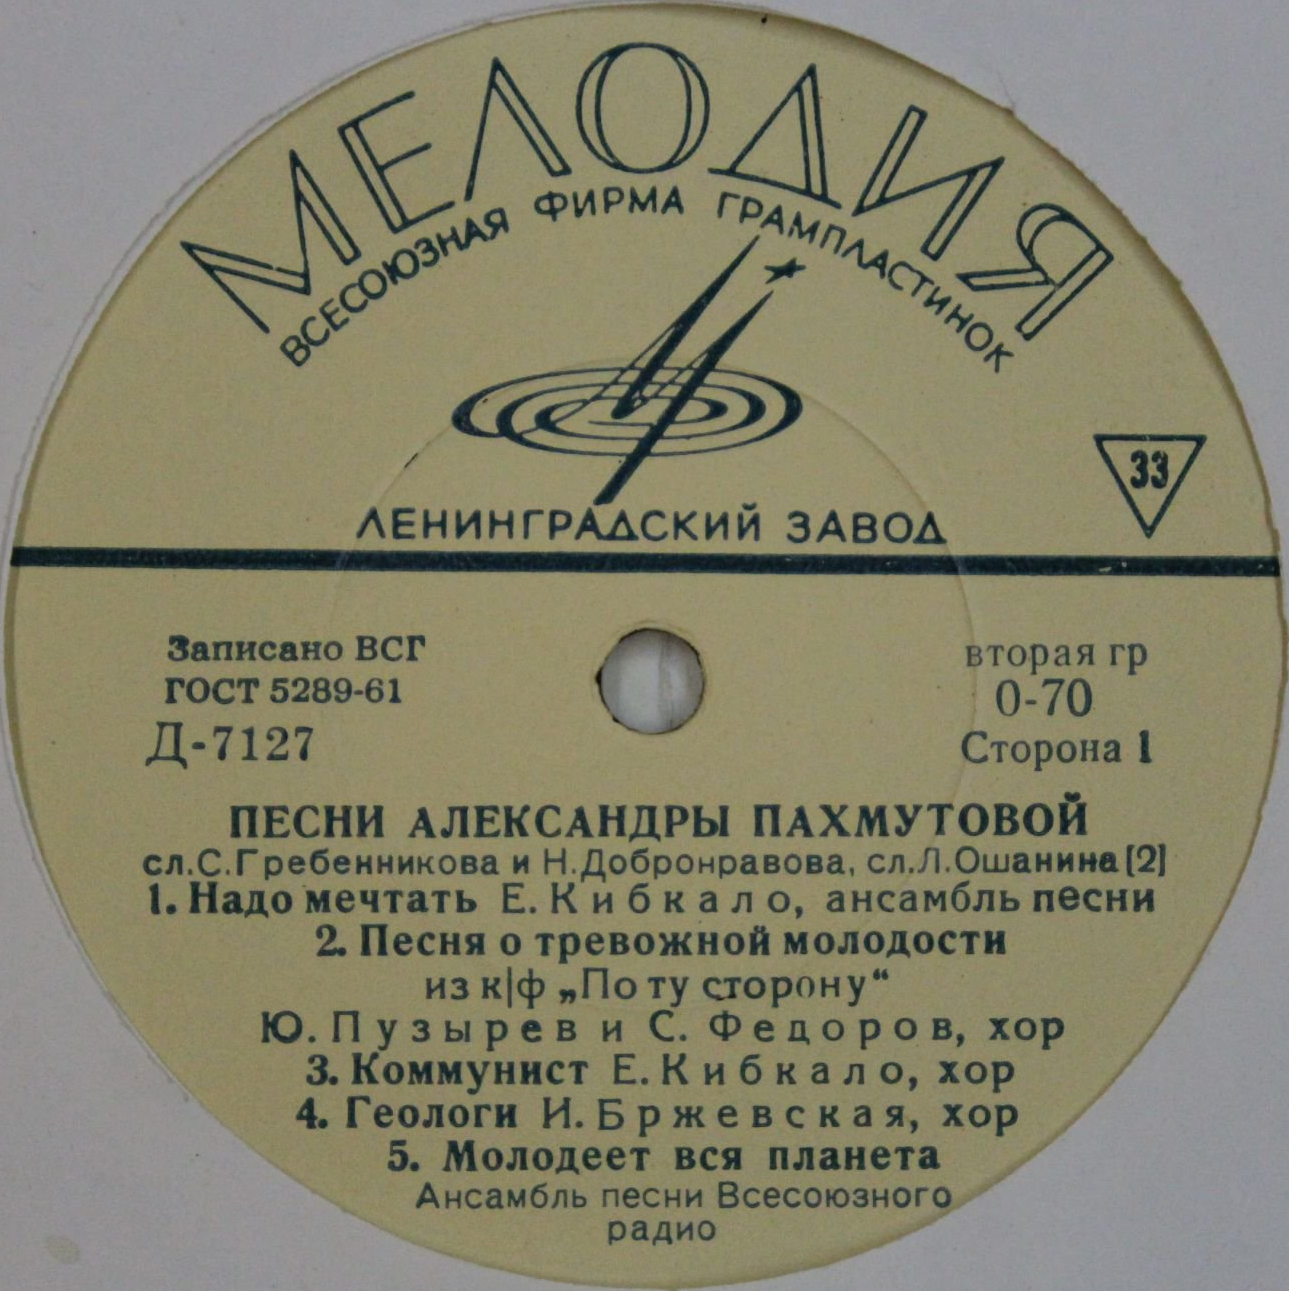 МЕЛОДИЯ
ВСЕСОЮЗНАЯ ФИРМА ГРАМПЛАСТИНОК
33
ЛЕНИНГРАДСКИЙ ЗАВОД
Записано ВСГ
ГОСТ 5289-61
Д-7127
вторая гр
0-70
Сторона 1
ПЕСНИ АЛЕКСАНДРЫ ПАХМУТОВОЙ
сл.С.Гребенникова и Н.Добронравова, сл.Л.Ошанина(2)
1. Надо мечтать Е. Кибкало, ансамбль песни
2. Песня о тревожной молодости
из к/ф „По ту сторону“
Ю. Пузырев и С. Федоров, хор
3. Коммунист Е. Кибкало, хор
4. Геологи И. Бржевская, хор
5. Молодеет вся планета
Ансамбль песни Всесоюзного
радио